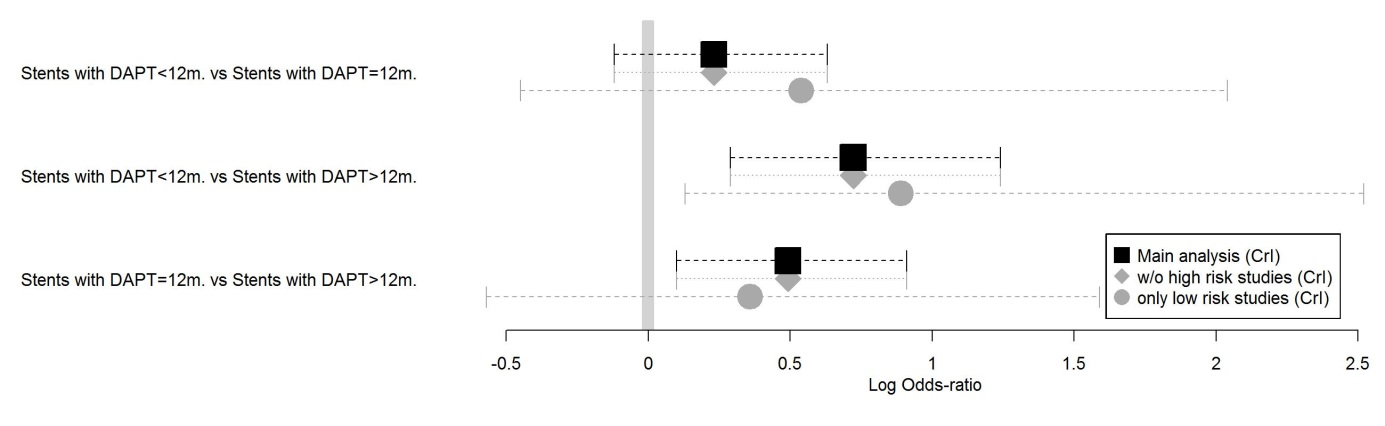 Stents with DAPT<12m. vs Stents with DAPT=12m.
Stents with DAPT<12m. vs Stents with DAPT>12m.
Stents with DAPT=12m. vs Stents with DAPT>12m.
Main analysis (CrI)
w/o high risk studies (CrI)
only low risk studies (CrI)
-0.5 0 0.5 1 1.5 2 2.5
Log Odds-ratio